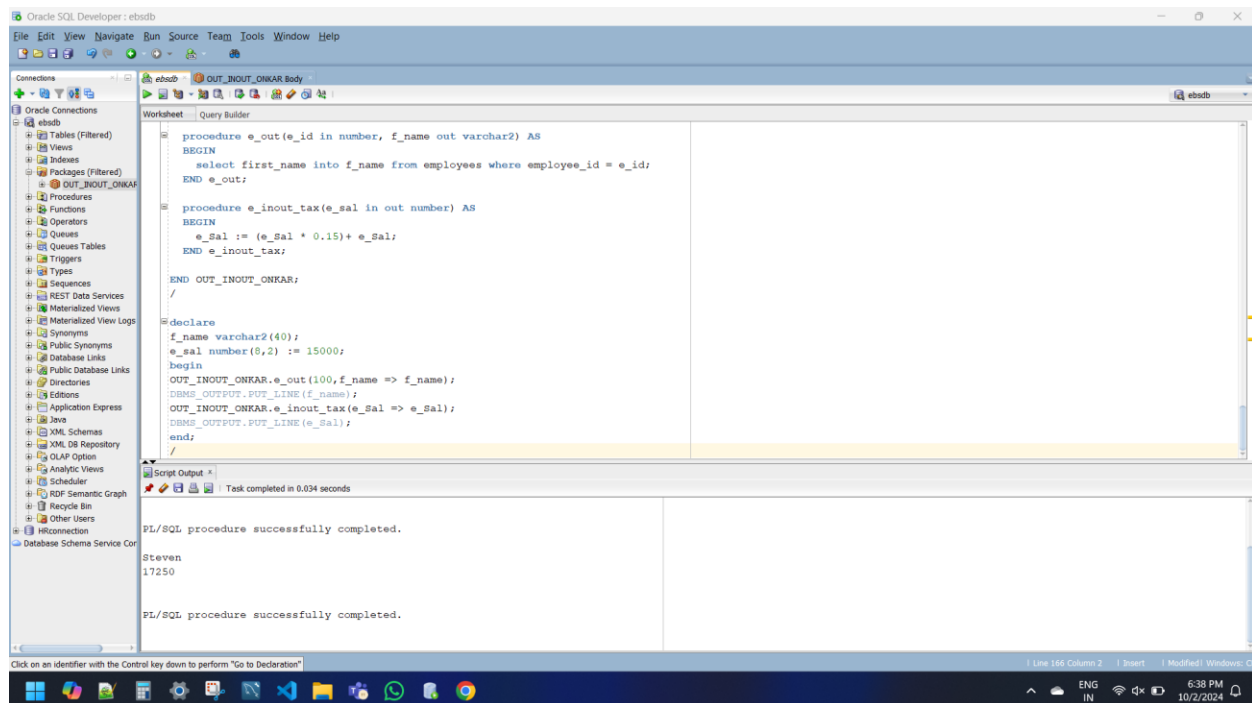 Oracle SQL Developer : ebsdb
File Edit View Navigate Run Source Team Tools Window Help
Connections
ebsdb
OUT_INOUT_ONKAR Body
ebsdb
Oracle Connections
ebsdb
Tables (Filtered)
Views
Indexes
Packages (Filtered)
OUT_INOUT_ONKAR
Procedures
Functions
Operators
Queues
Queues Tables
Triggers
Types
Sequences
REST Data Services
Materialized Views
Materialized View Logs
Synonyms
Public Synonyms
Database Links
Public Database Links
Directories
Editions
Application Express
Java
XML Schemas
XML DB Repository
OLAP Option
Analytic Views
Scheduler
RDF Semantic Graph
Recycle Bin
Other Users
HRconnection
Database Schema Service Cor
Worksheet Query Builder
procedure e_out(e_id in number, f_name out varchar2) AS
BEGIN
select first_name into f_name from employees where employee_id = e_id;
END e_out;
procedure e_inout_tax(e_sal in out number) AS
BEGIN
e_Sal := (e_Sal * 0.15)+ e_Sal;
END e_inout_tax;
END OUT_INOUT_ONKAR;
/
declare
f_name varchar2(40);
e_sal number(8,2) := 15000;
begin
OUT_INOUT_ONKAR.e_out(100,f_name => f_name);
DBMS_OUTPUT.PUT_LINE(f_name);
OUT_INOUT_ONKAR.e_inout_tax(e_Sal => e_Sal);
DBMS_OUTPUT.PUT_LINE(e_Sal);
end;
/
Script Output
Task completed in 0.034 seconds
PL/SQL procedure successfully completed.
Steven
17250
PL/SQL procedure successfully completed.
Click on an identifier with the Control key down to perform "Go to Declaration"
Line 166 Column 2 Insert Modified Windows: C
ENG
IN
6:38 PM
10/2/2024